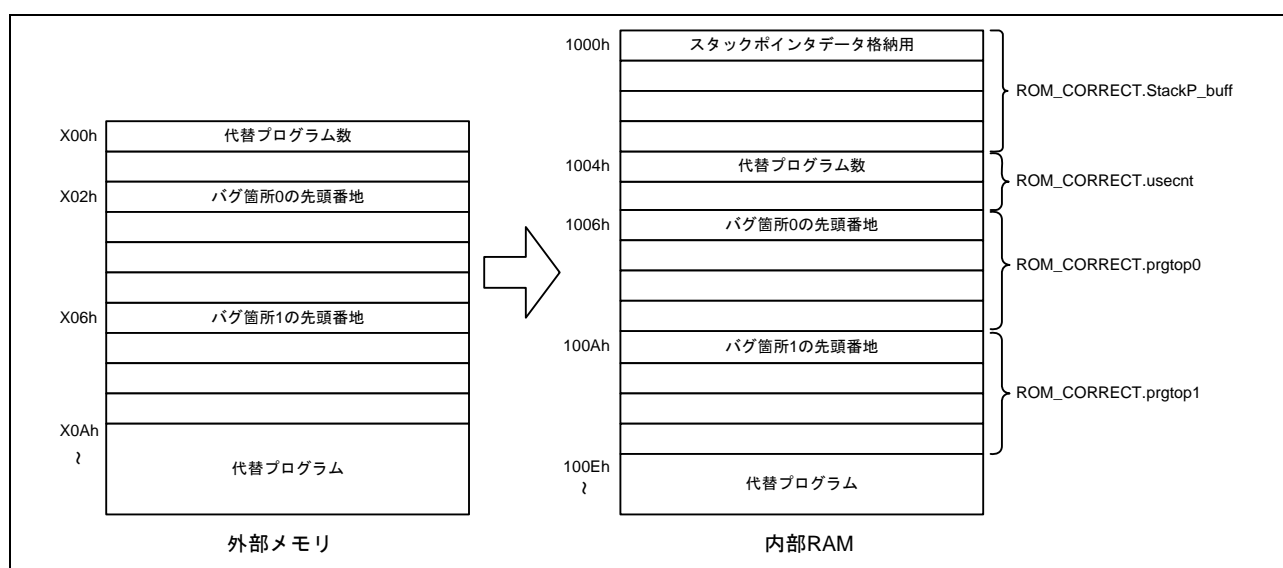 1000h
スタックポインタデータ格納用
ROM_CORRECT.StackP_buff
X00h
代替プログラム数
1004h
代替プログラム数
ROM_CORRECT.usecnt
X02h
バグ箇所0の先頭番地
1006h
バグ箇所0の先頭番地
ROM_CORRECT.prgtop0
X06h
バグ箇所1の先頭番地
100Ah
バグ箇所1の先頭番地
ROM_CORRECT.prgtop1
X0Ah
~
代替プログラム
100Eh
~
代替プログラム
外部メモリ
内部RAM